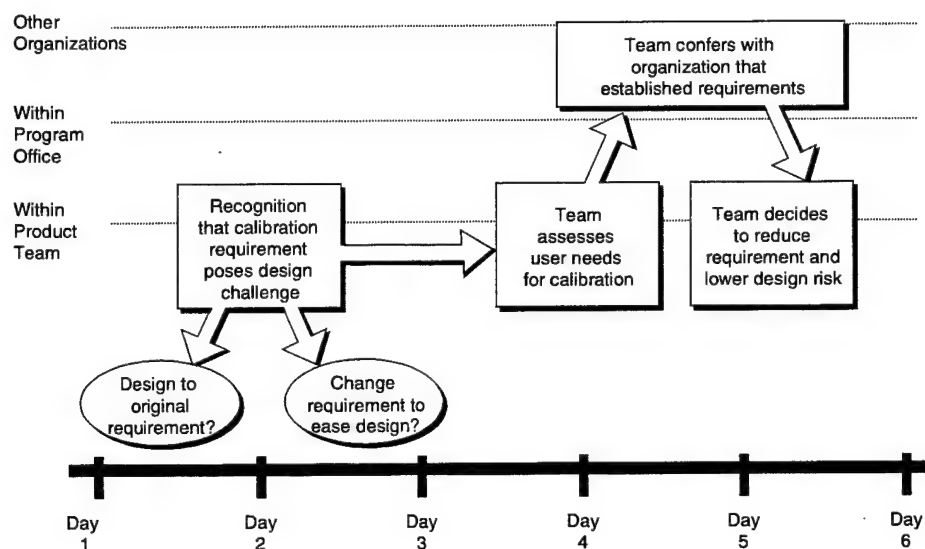 Other
Organizations
Team confers with
organization that
established requirements
Within
Program
Office
Within
Product
Team
Recognition
that calibration
requirement
poses design
challenge
Team
assesses
user needs
for calibration
Team decides
to reduce
requirement and
lower design risk
Design to
original
requirement?
Change
requirement to
ease design?
Day
1
Day
2
Day
3
Day
4
Day
5
Day
6